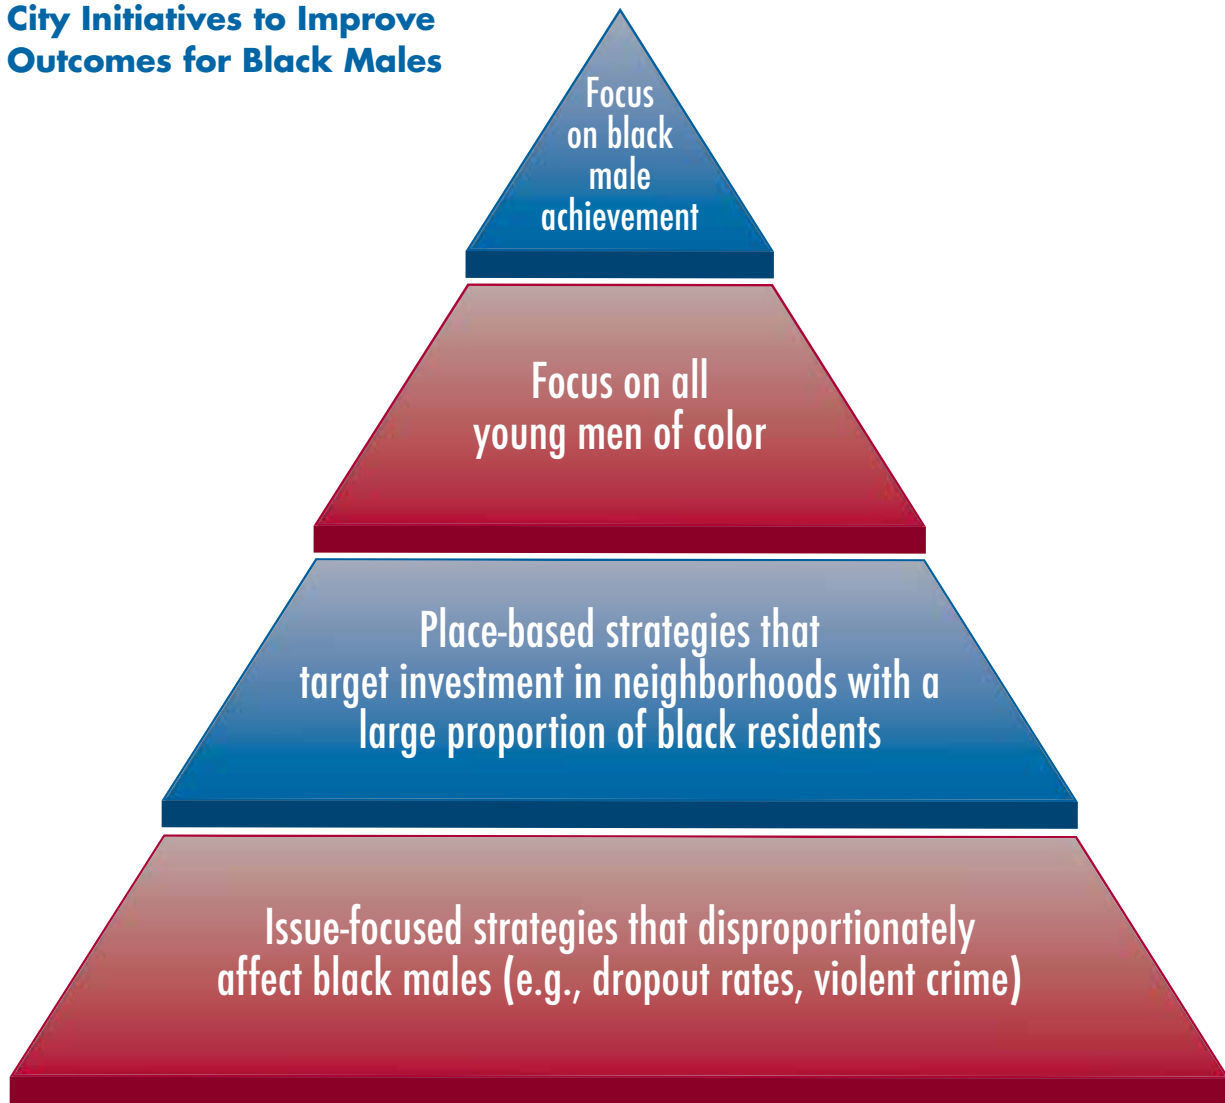 City Initiatives to Improve
Outcomes for Black Males
Focus
on black
male
achievement
Focus on all
young men of color
Place-based strategies that
target investment in neighborhoods with a
large proportion of black residents
Issue-focused strategies that disproportionately
affect black males (e.g., dropout rates, violent crime)